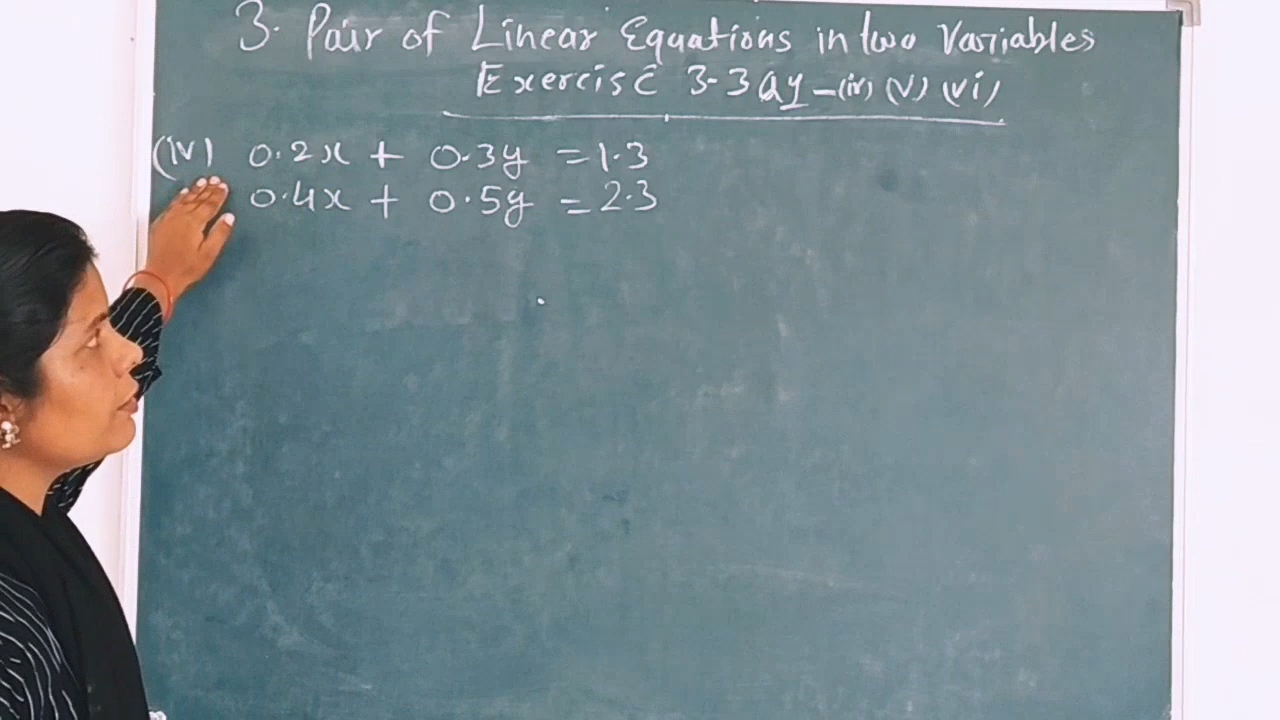 3. Pair of Linear Equations in two Variables
Exercise 3.3 Q1 - (iv) (v) (vi)
(iv) 0.2x + 0.3y = 1.3
0.4x + 0.5y = 2.3